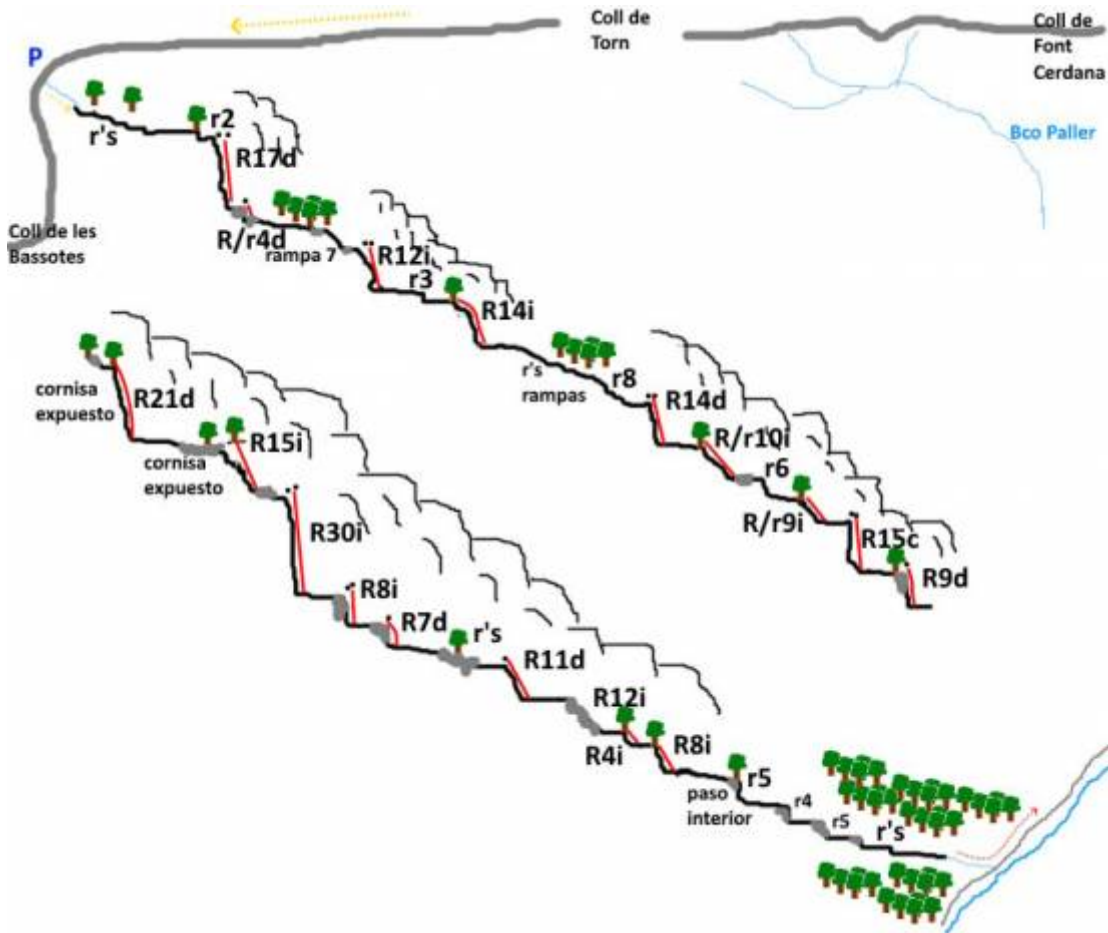 Coll de
Torn
Coll de
Font
Cerdana
P
Bco Paller
r's
r2
R17d
Coll de les
Bassotes
R/r4d
rampa 7
R12i
r3
R14i
r's
rampas
r8
R14d
R/r10i
r6
R/r9i
R15c
R9d
cornisa
expuesto
R21d
cornisa
expuesto
R15i
R30i
R8i
R7d
r's
R11d
R12i
R4i
R8i
r5
paso
interior
r4
r5
r's